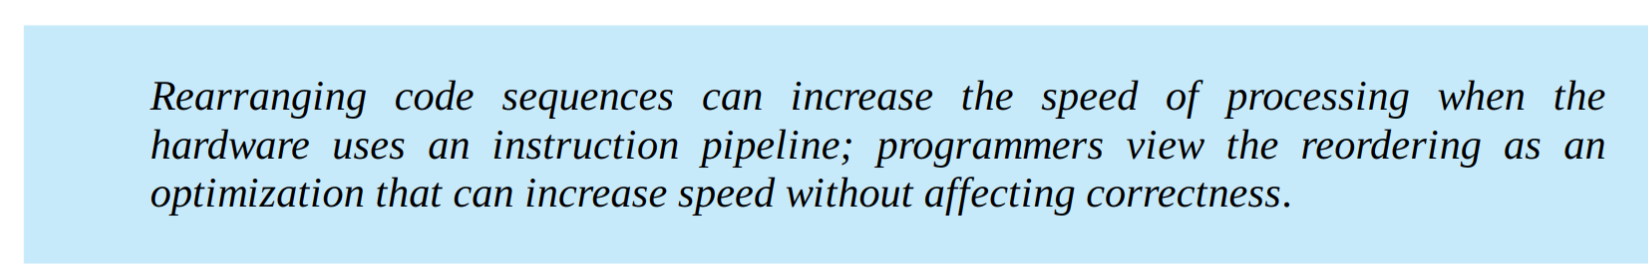 Rearranging code sequences can increase the speed of processing when the
hardware uses an instruction pipeline; programmers view the reordering as an
optimization that can increase speed without affecting correctness.